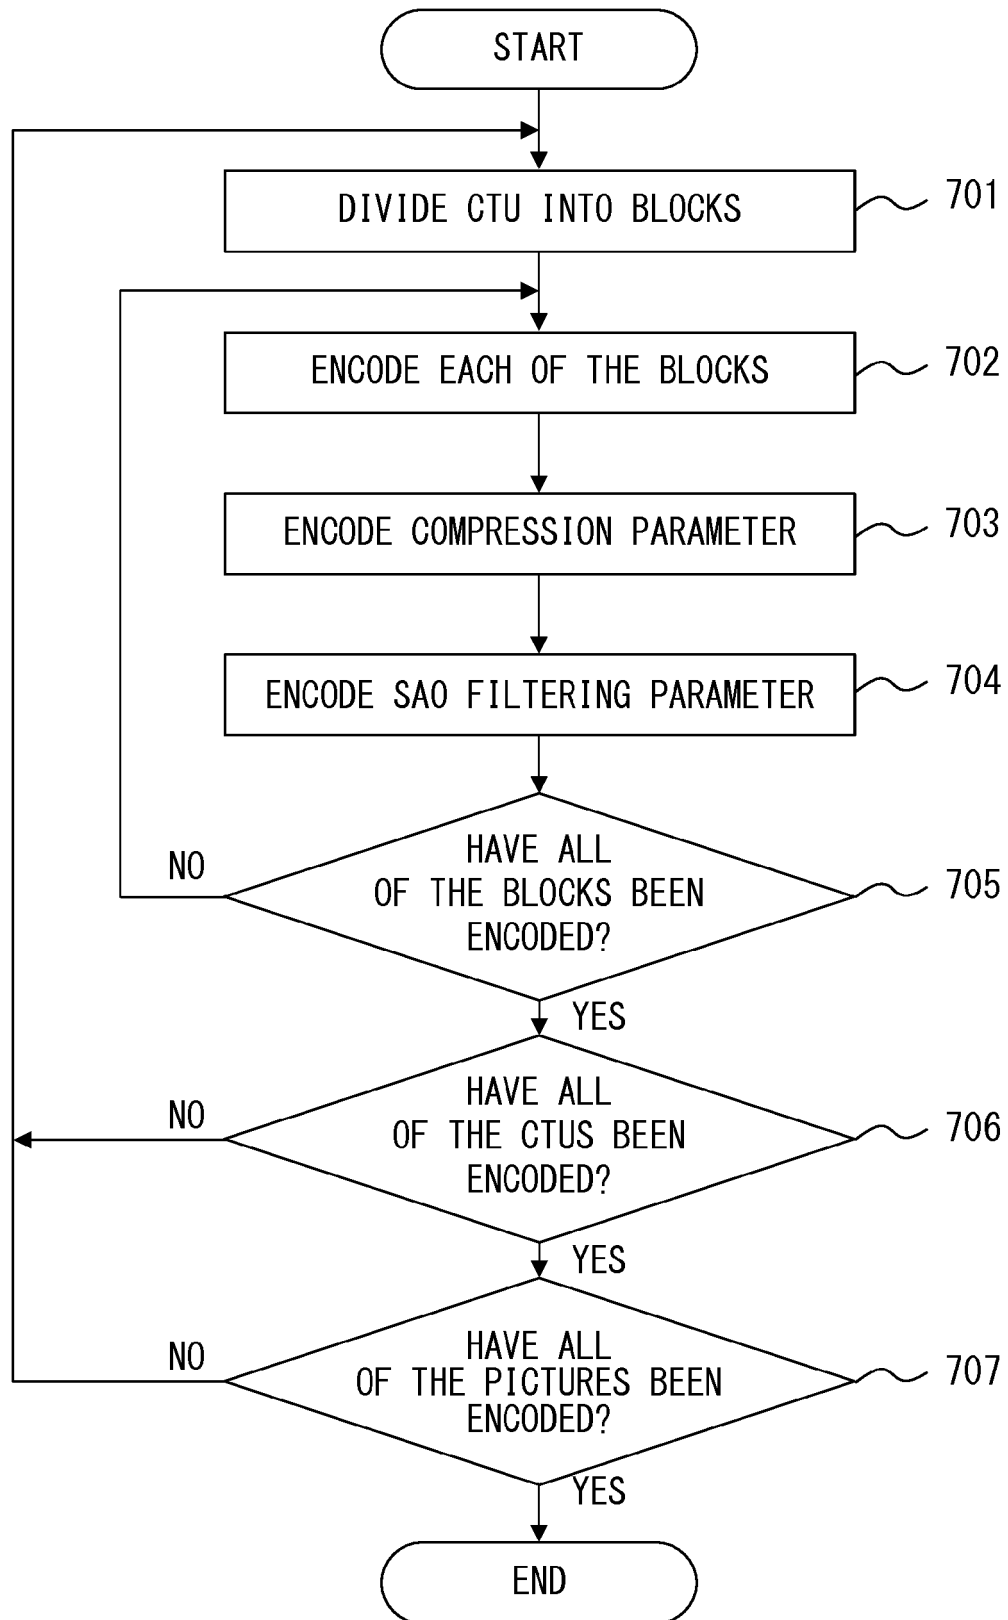 START
DIVIDE CTU INTO BLOCKS
701
ENCODE EACH OF THE BLOCKS
702
ENCODE COMPRESSION PARAMETER
703
ENCODE SAO FILTERING PARAMETER
704
HAVE ALL
OF THE BLOCKS BEEN
ENCODED?
NO
705
YES
HAVE ALL
OF THE CTUS BEEN
ENCODED?
NO
706
YES
HAVE ALL
OF THE PICTURES BEEN
ENCODED?
NO
707
YES
END